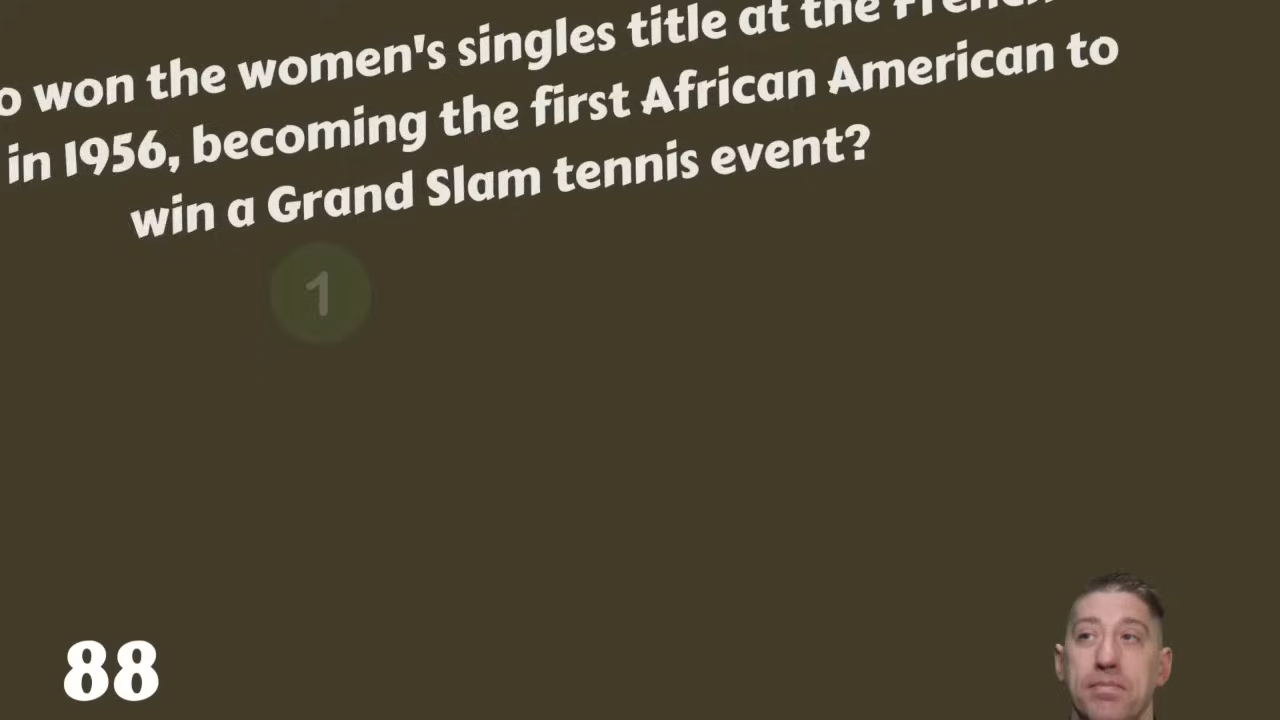 won the women's singles title at the French
in 1956, becoming the first African American to
win a Grand Slam tennis event?
1
88